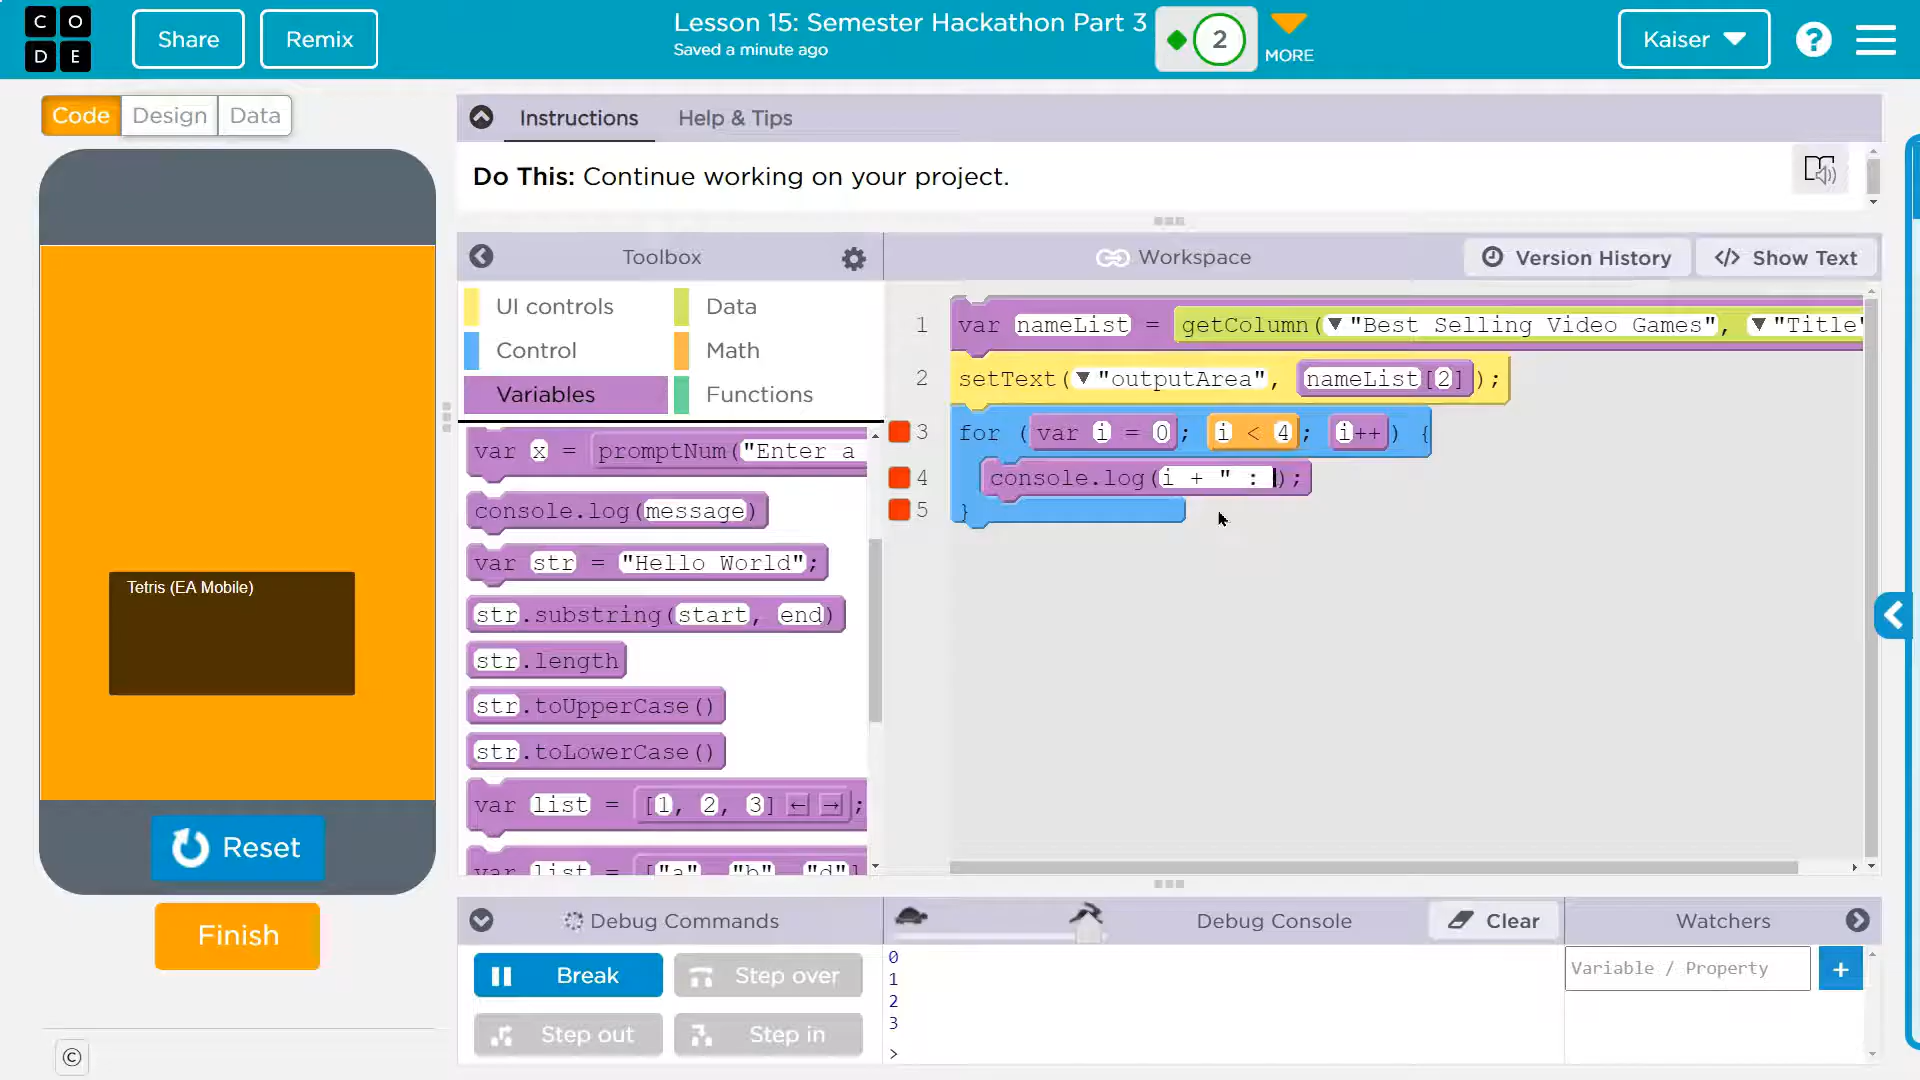 C O
D E
Share
Remix
Lesson 15: Semester Hackathon Part 3
Saved a minute ago
2
MORE
Kaiser
?
Code
Design
Data
Instructions
Help & Tips
Do This: Continue working on your project.
Toolbox
Workspace
Version History
</> Show Text
UI controls
Data
Control
Math
Variables
Functions
var x = promptNum("Enter a
console.log(message)
var str = "Hello World";
str.substring(start, end)
str.length
str.toUpperCase()
str.toLowerCase()
var list = [1, 2, 3] ← → ;
var list = ["a", "b", "d"]
1 var nameList = getColumn(▼"Best Selling Video Games", ▼"Title"
2 setText(▼"outputArea", nameList[2]);
3 for (var i = 0; i < 4; i++) {
4 console.log(i + " : );
5 }
Tetris (EA Mobile)
Reset
Finish
©
Debug Commands
Break
Step over
Step out
Step in
Debug Console
Clear
0
1
2
3
>
Watchers
Variable / Property
+